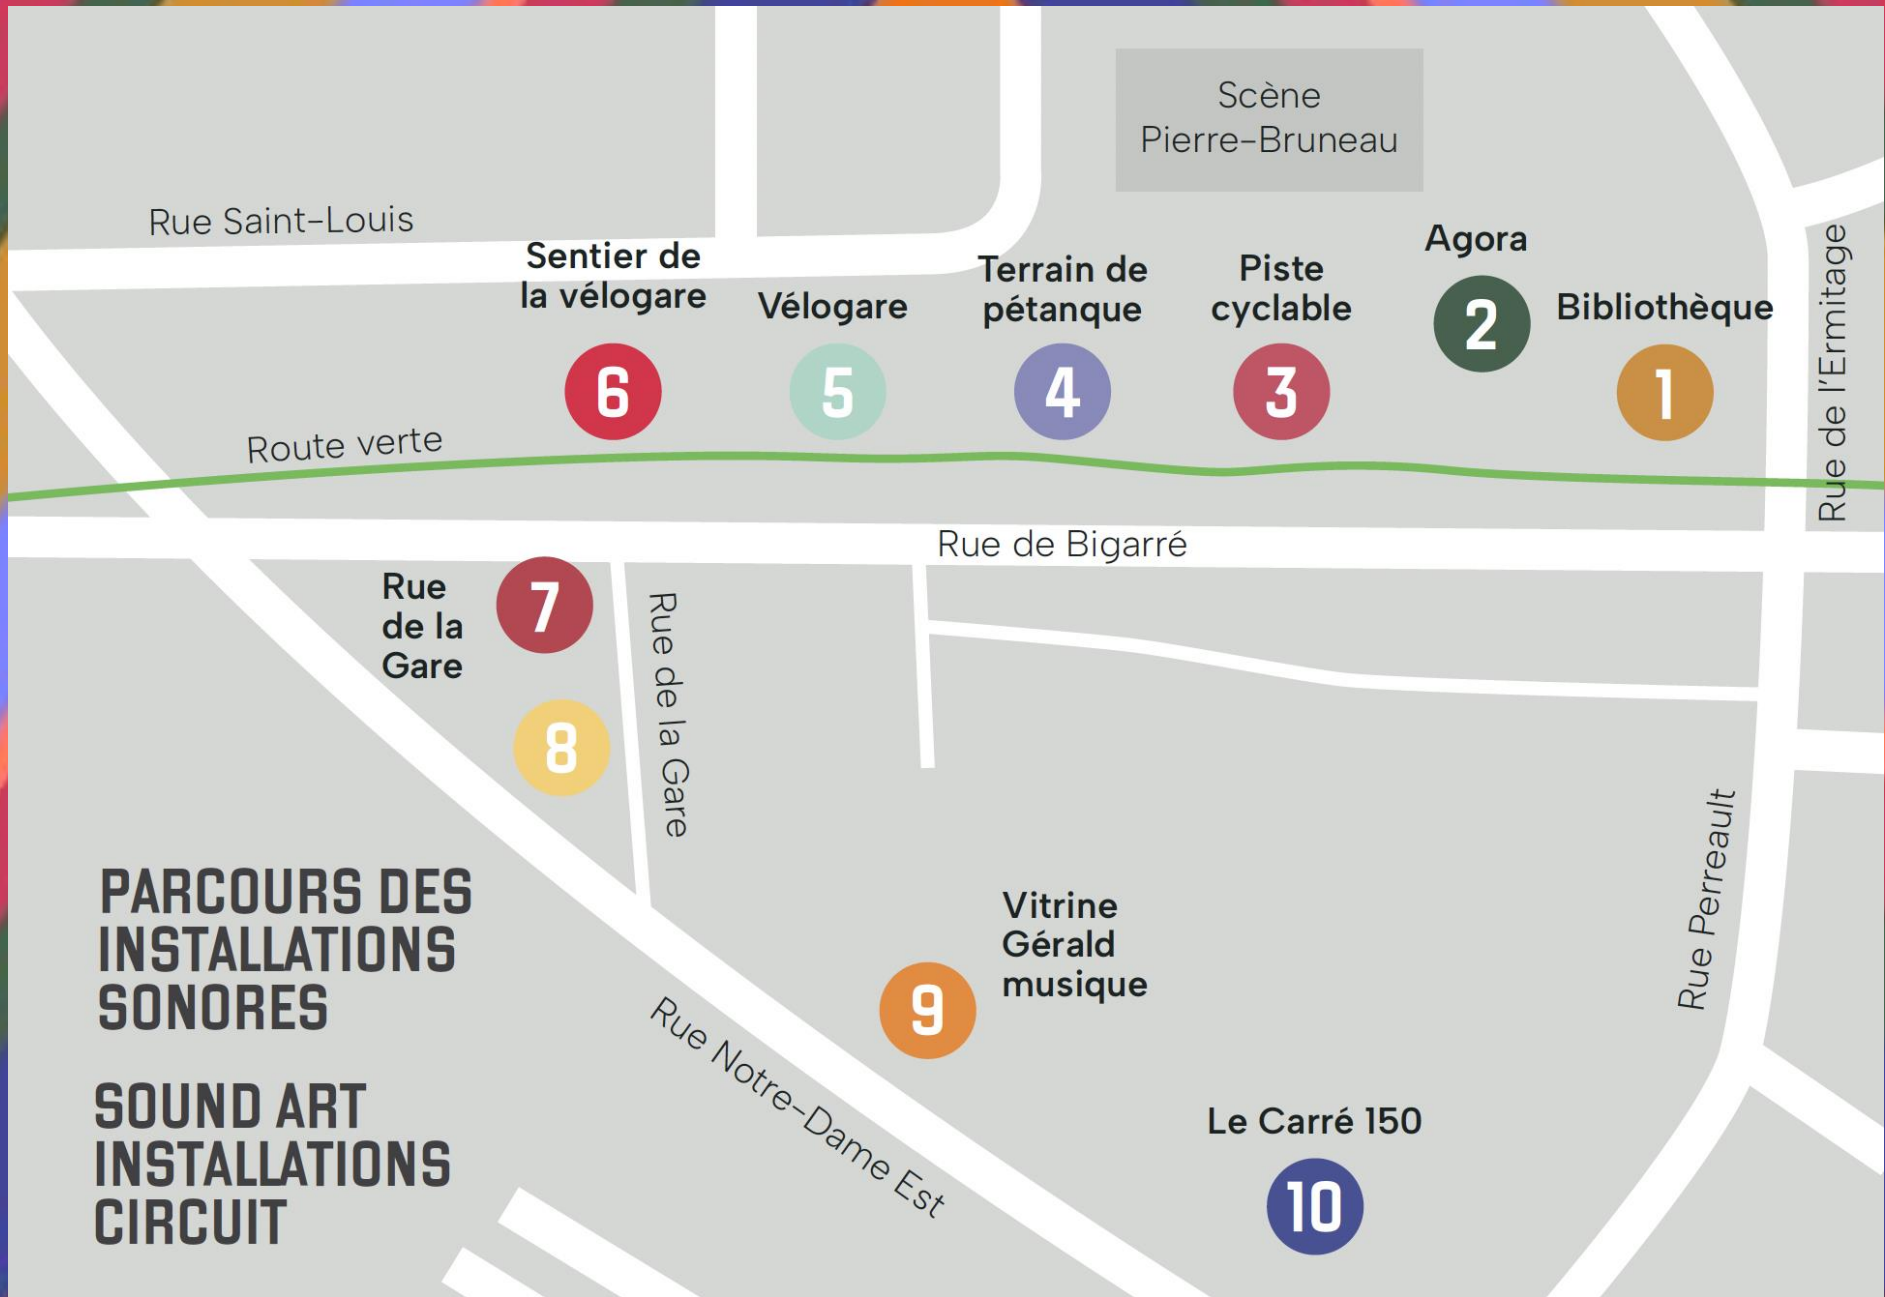 Scène
Pierre-Bruneau
Rue Saint-Louis
Agora
2
Sentier de
la vélogare
6
Vélogare
5
Terrain de
pétanque
4
Piste
cyclable
3
Bibliothèque
1
Rue de l'Ermitage
Route verte
Rue de Bigarré
Rue
de la
Gare
7
8
Rue de la Gare
Rue Perreault
PARCOURS DES
INSTALLATIONS
SONORES
Vitrine
Gérald
musique
9
Rue Notre-Dame Est
SOUND ART
INSTALLATIONS
CIRCUIT
Le Carré 150
10